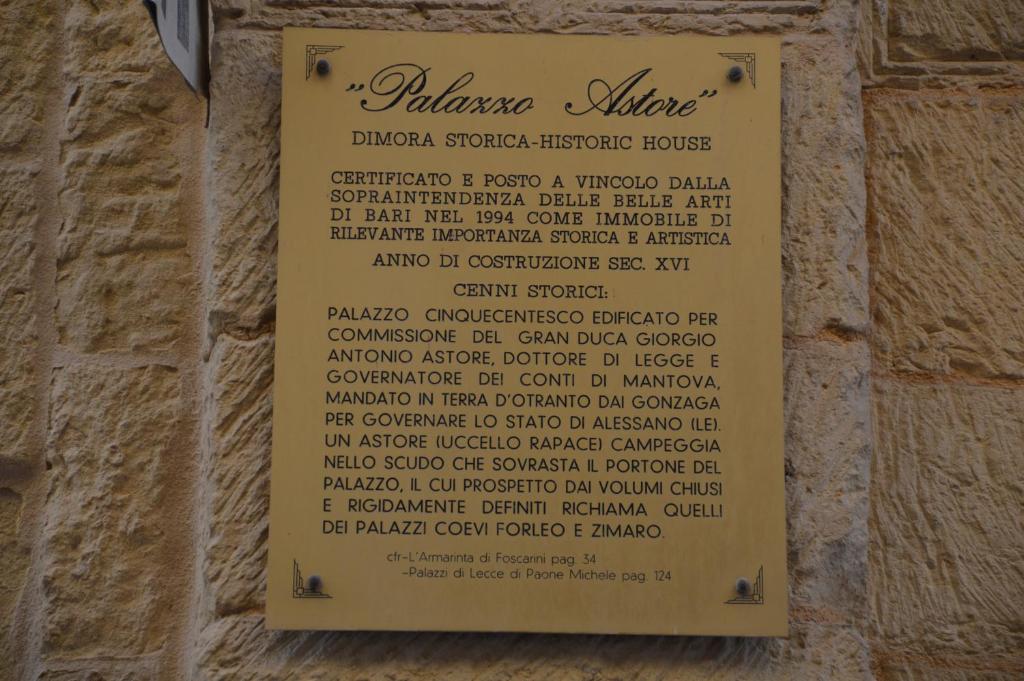 "Palazzo Astore"
DIMORA STORICA-HISTORIC HOUSE
CERTIFICATO E POSTO A VINCOLO DALLA
SOPRAINTENDENZA DELLE BELLE ARTI
DI BARI NEL 1994 COME IMMOBILE DI
RILEVANTE IMPORTANZA STORICA E ARTISTICA
ANNO DI COSTRUZIONE SEC. XVI
CENNI STORICI:
PALAZZO CINQUECENTESCO EDIFICATO PER
COMMISSIONE DEL GRAN DUCA GIORGIO
ANTONIO ASTORE, DOTTORE DI LEGGE E
GOVERNATORE DEI CONTI DI MANTOVA,
MANDATO IN TERRA D'OTRANTO DAI GONZAGA
PER GOVERNARE LO STATO DI ALESSANO (LE).
UN ASTORE (UCCELLO RAPACE) CAMPEGGIA
NELLO SCUDO CHE SOVRASTA IL PORTONE DEL
PALAZZO, IL CUI PROSPETTO DAI VOLUMI CHIUSI
E RIGIDAMENTE DEFINITI RICHIAMA QUELLI
DEI PALAZZI COEVI FORLEO E ZIMARO.
cfr-L'Armarinta di Foscarini pag. 34
-Palazzi di Lecce di Paone Michele pag. 124